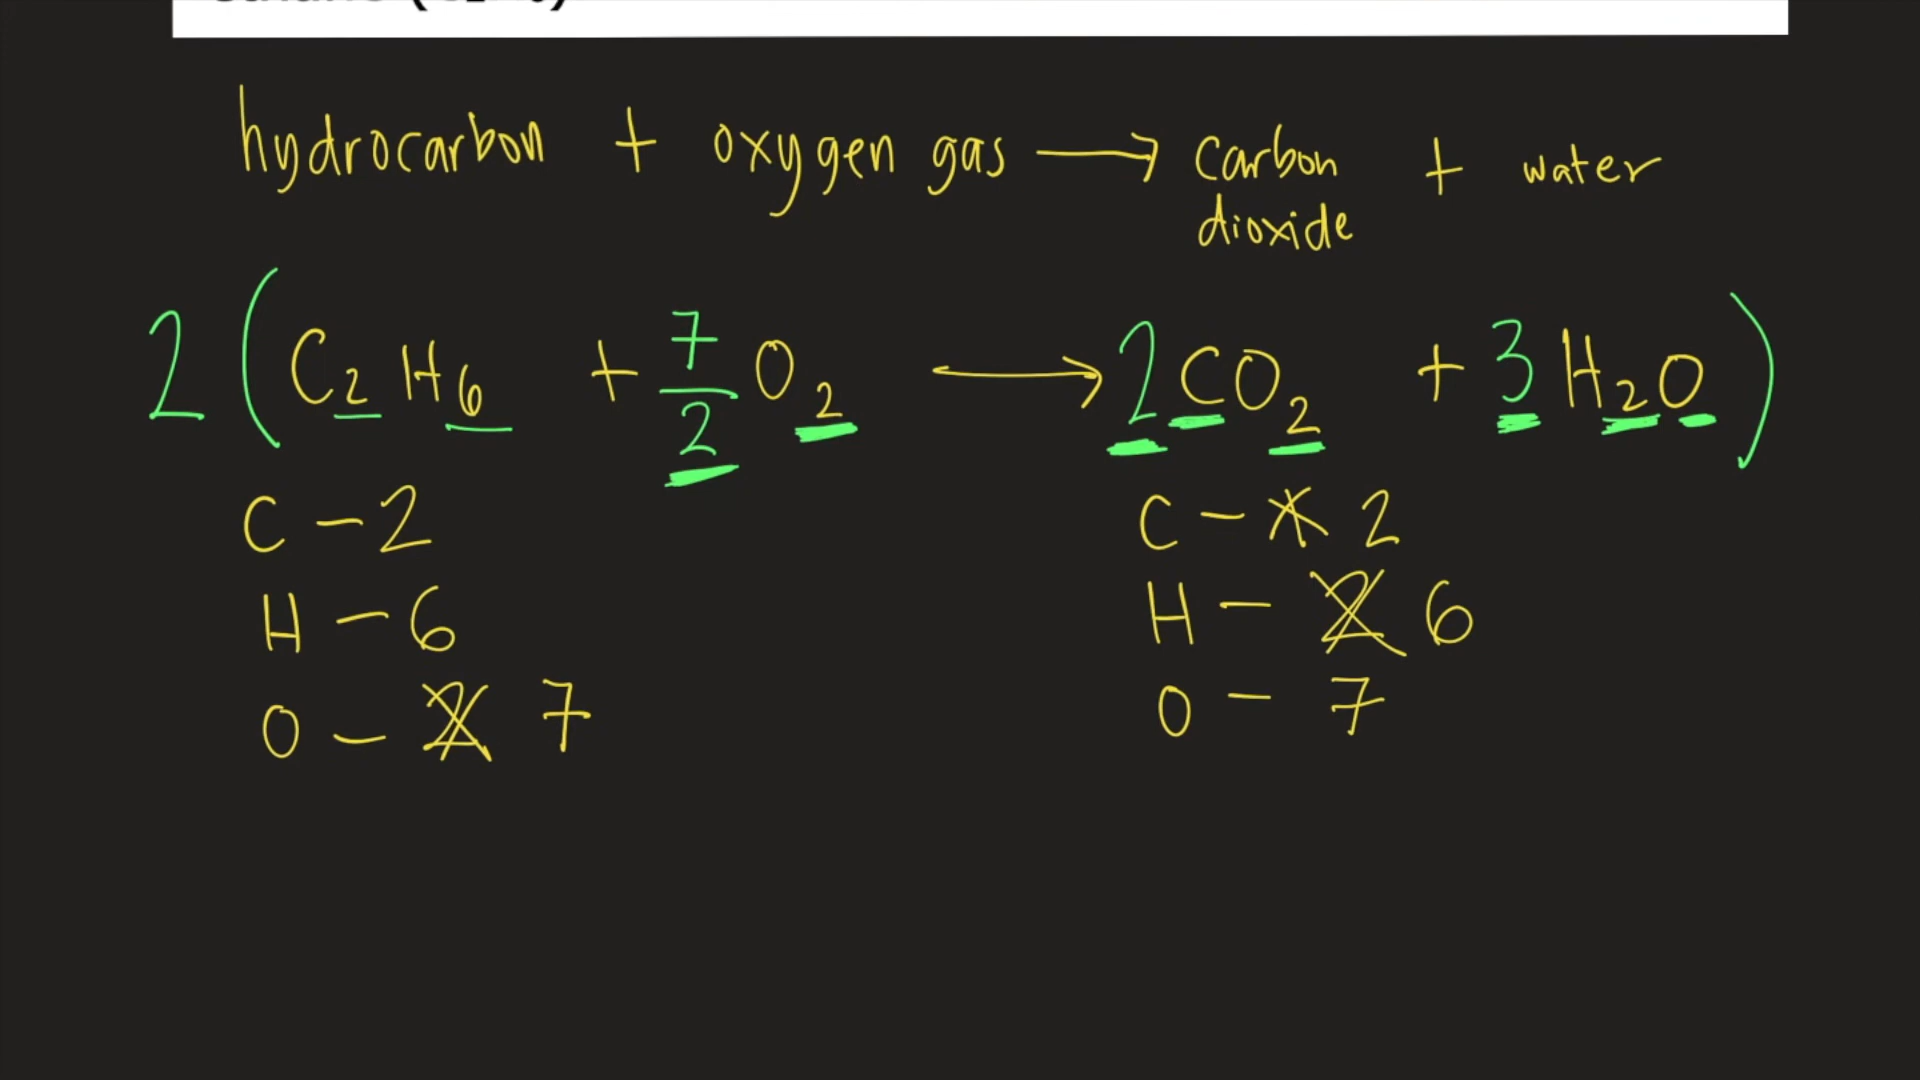 hydrocarbon + oxygen gas → carbon dioxide + water
2 ( C₂H₆ + 7/2 O₂ → 2CO₂ + 3H₂O )
C – 2 C – 1 2
H – 6 H – 2 6
O – 2 7 O – 7